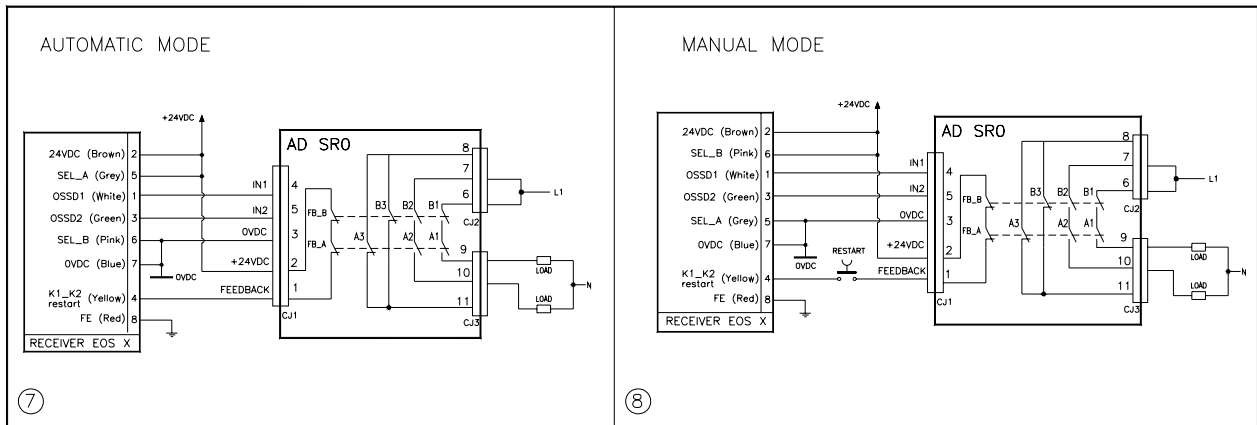 AUTOMATIC MODE
+24VDC
24VDC (Brown) 2
SEL_A (Grey) 5
OSSD1 (White) 1
OSSD2 (Green) 3
SEL_B (Pink) 6
0VDC (Blue) 7
K1_K2 (Yellow) 4
restart
FE (Red) 8
RECEIVER EOS X
0VDC
IN1
IN2
0VDC
+24VDC
FEEDBACK
AD SR0
4
5
3
2
1
CJ1
FB_B
FB_A
B3
B2
B1
A3
A2
A1
8
7
6
CJ2
9
10
11
CJ3
L1
LOAD
LOAD
N
7
MANUAL MODE
+24VDC
24VDC (Brown) 2
SEL_B (Pink) 6
OSSD1 (White) 1
OSSD2 (Green) 3
SEL_A (Grey) 5
0VDC (Blue) 7
K1_K2 (Yellow) 4
restart
FE (Red) 8
RECEIVER EOS X
0VDC
RESTART
IN1
IN2
0VDC
+24VDC
FEEDBACK
AD SR0
4
5
3
2
1
CJ1
FB_B
FB_A
B3
B2
B1
A3
A2
A1
8
7
6
CJ2
9
10
11
CJ3
L1
LOAD
LOAD
N
8